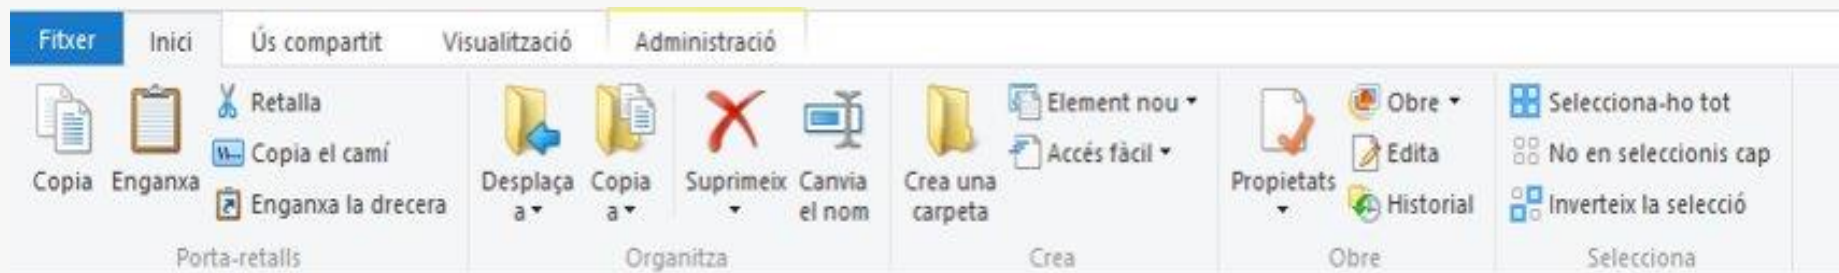 Fitxer Inici Ús compartit Visualització Administració
Copia
Enganxa
Retalla
Copia el camí
Enganxa la drecera
Porta-retalls
Desplaça
a
Copia
a
Suprimeix
Canvia
el nom
Organitza
Crea una
carpeta
Element nou
Accés fàcil
Crea
Propietats
Obre
Edita
Historial
Obre
Selecciona-ho tot
No en seleccionis cap
Inverteix la selecció
Selecciona